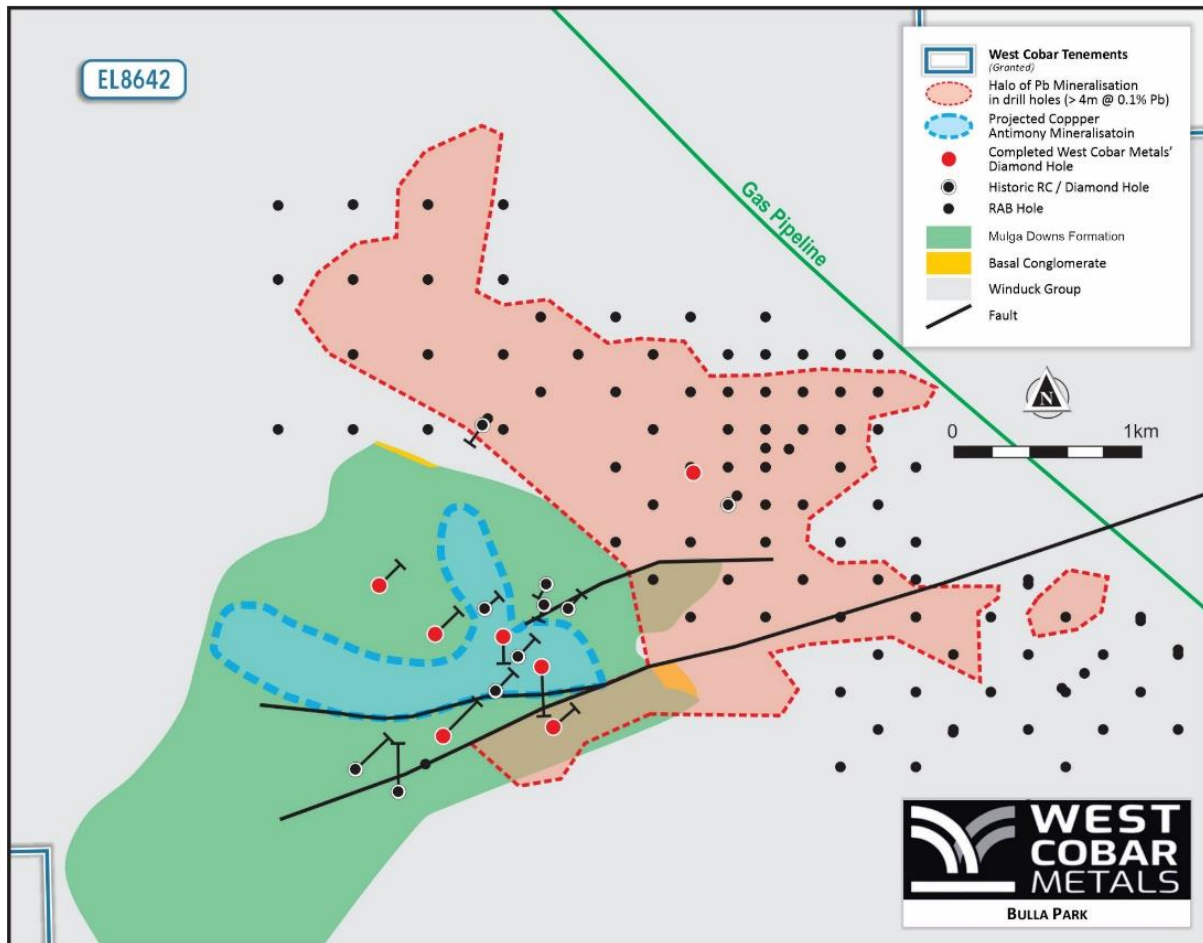 EL8642
West Cobar Tenements
(Granted)
Halo of Pb Mineralisation
in drill holes (> 4m @ 0.1% Pb)
Projected Coppper
Antimony Mineralisatoin
Completed West Cobar Metals'
Diamond Hole
Historic RC / Diamond Hole
RAB Hole
Mulga Downs Formation
Basal Conglomerate
Winduck Group
Fault
Gas Pipeline
N
0 1km
WEST
COBAR
METALS
BULLA PARK